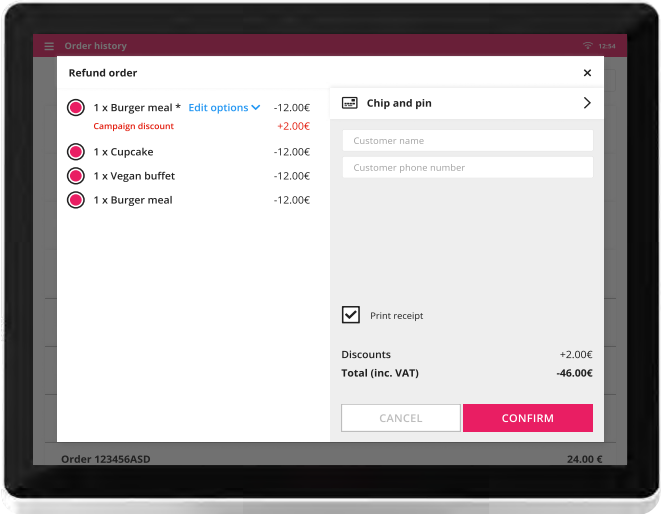 Order history
12:54
Refund order
1 x Burger meal * Edit options -12.00€
Campaign discount +2.00€
1 x Cupcake -12.00€
1 x Vegan buffet -12.00€
1 x Burger meal -12.00€
Chip and pin
Customer name
Customer phone number
Print receipt
Discounts +2.00€
Total (inc. VAT) -46.00€
CANCEL CONFIRM
Order 123456ASD 24.00 €